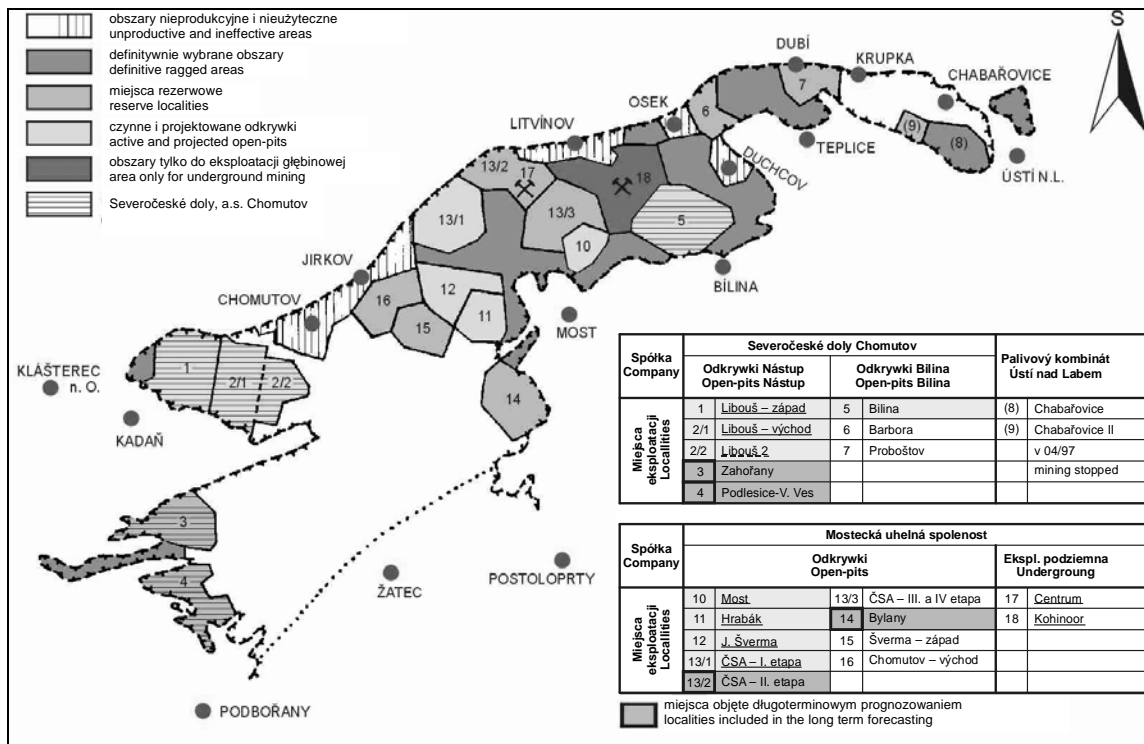 obszary nieprodukcyjne i nieużyteczne
unproductive and ineffective areas
definitywnie wybrane obszary
definitive ragged areas
miejsca rezerwowe
reserve localities
czynne i projektowane odkrywki
active and projected open-pits
obszary tylko do eksploatacji głębinowej
area only for underground mining
Severočeské doly, a.s. Chomutov
S
DUBÍ
KRUPKA
CHABAŘOVICE
7
OSEK
6
LITVÍNOV
(9)
(8)
TEPLICE
ÚSTÍ N.L.
DUCHCOV
13/2
17
18
13/1
13/3
5
10
BÍLINA
JIRKOV
12
16
11
15
MOST
CHOMUTOV
KLÁŠTEREC
n. O.
1
2/1
2/2
KADAŇ
14
3
4
ŽATEC
POSTOLOPRTY
PODBOŘANY
Spółka
Company
Severočeské doly Chomutov
Palivový kombinát
Ústí nad Labem
Odkrywki Nástup
Open-pits Nástup
Odkrywki Bilina
Open-pits Bilina
Miejsca
eksploatacji
Locallities
1 Libouš – západ 5 Bilina (8) Chabařovice
2/1 Libouš – východ 6 Barbora (9) Chabařovice II
2/2 Libouš 2 7 Proboštov v 04/97
3 Zahořany mining stopped
4 Podlesice-V. Ves
Spółka
Company
Mostecká uhelná spolenost
Odkrywki
Open-pits
Ekspl. podziemna
Undergroung
Miejsca
eksploatacji
Locallities
10 Most 13/3 ČSA – III. a IV etapa 17 Centrum
11 Hrabák 14 Bylany 18 Kohinoor
12 J. Šverma 15 Šverma – západ
13/1 ČSA – I. etapa 16 Chomutov – východ
13/2 ČSA – II. etapa
miejsca objęte długoterminowym prognozowaniem
localities included in the long term forecasting